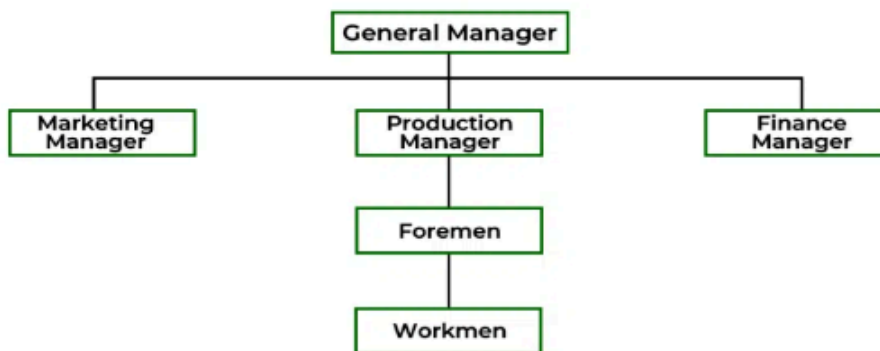 General Manager
Marketing
Manager
Production
Manager
Finance
Manager
Foremen
Workmen